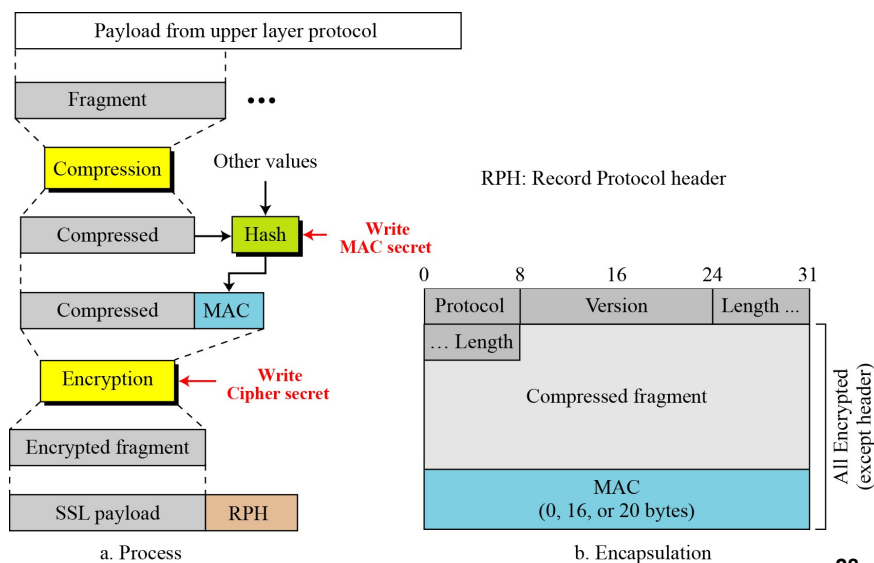 Payload from upper layer protocol
Fragment
•••
Compression
Other values
RPH: Record Protocol header
Compressed
Hash
Write
MAC secret
Compressed
MAC
0 8 16 24 31
Protocol Version Length ...
... Length
Encryption
Write
Cipher secret
Compressed fragment
Encrypted fragment
All Encrypted
(except header)
MAC
(0, 16, or 20 bytes)
SSL payload
RPH
a. Process
b. Encapsulation